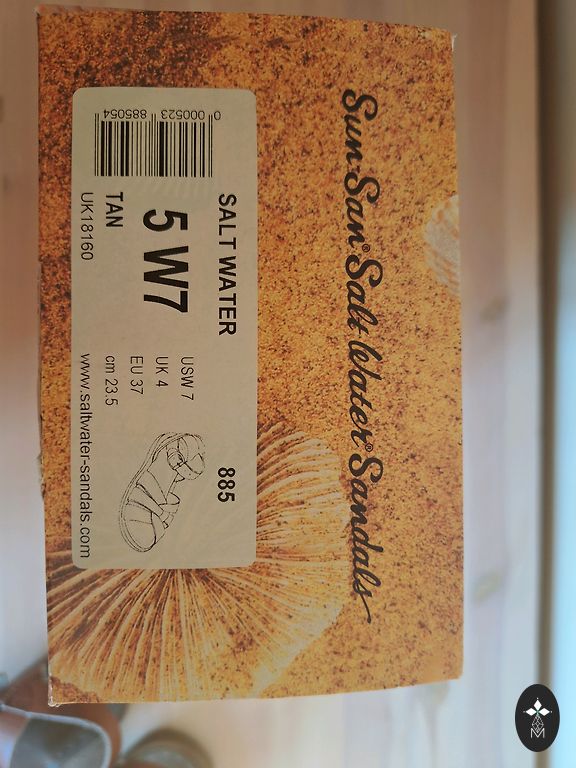 Sun-San® Salt Water® Sandals
0 000523 885054
SALT WATER 885
5 W7
USW 7
UK 4
EU 37
cm 23.5
TAN
UK18160
www.saltwater-sandals.com
M